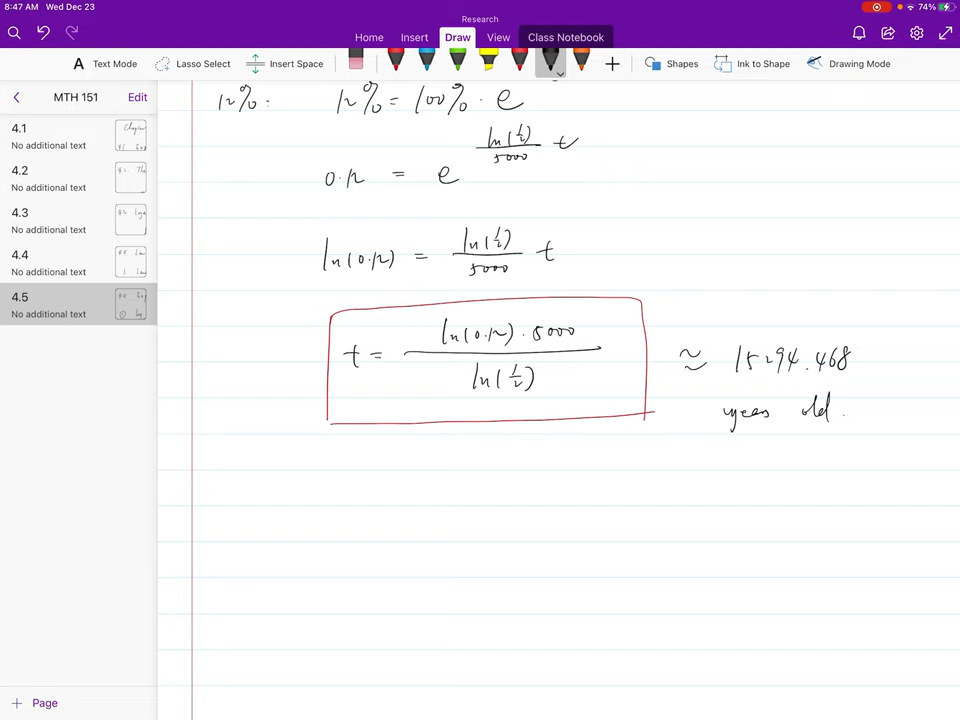 8:47 AM Wed Dec 23
74%
Research
Home Insert Draw View Class Notebook
Text Mode Lasso Select Insert Space Shapes Ink to Shape Drawing Mode
MTH 151 Edit
4.1
No additional text
4.2
No additional text
4.3
No additional text
4.4
No additional text
4.5
No additional text
Page
12%: 12% = 100% · e
0.12 = e^(ln(1/2)/5000 t)
ln(0.12) = ln(1/2)/5000 t
t = ln(0.12) · 5000 / ln(1/2) ≈ 15294.468
years old.